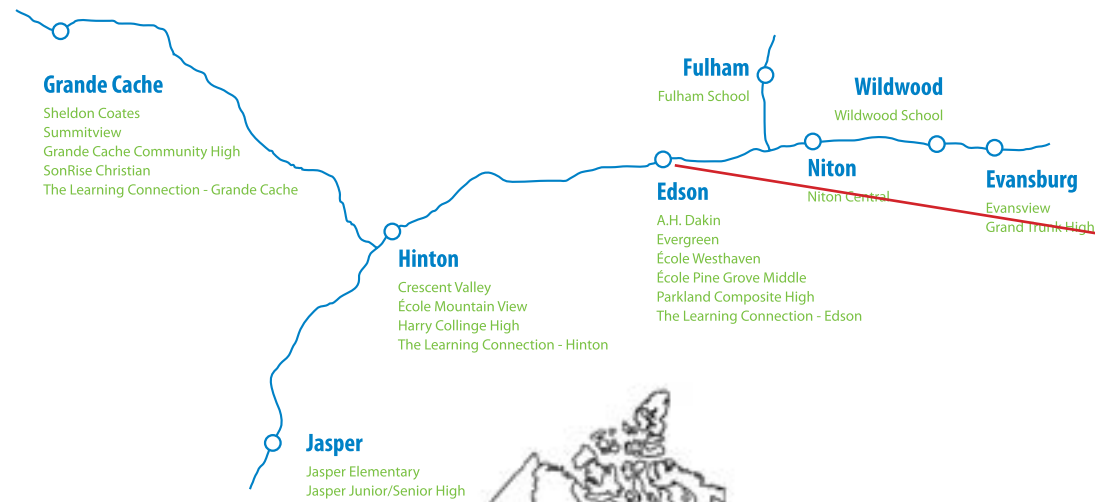 Grande Cache
Sheldon Coates
Summitview
Grande Cache Community High
SonRise Christian
The Learning Connection - Grande Cache
Hinton
Crescent Valley
École Mountain View
Harry Collinge High
The Learning Connection - Hinton
Jasper
Jasper Elementary
Jasper Junior/Senior High
Edson
A.H. Dakin
Evergreen
École Westhaven
École Pine Grove Middle
Parkland Composite High
The Learning Connection - Edson
Fulham
Fulham School
Niton
Niton Central
Wildwood
Wildwood School
Evansburg
Evansview
Grand Trunk High